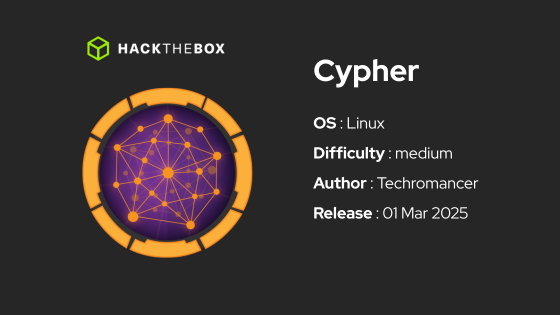 HACKTHEBOX
Cypher
OS : Linux
Difficulty : medium
Author : Techromancer
Release : 01 Mar 2025